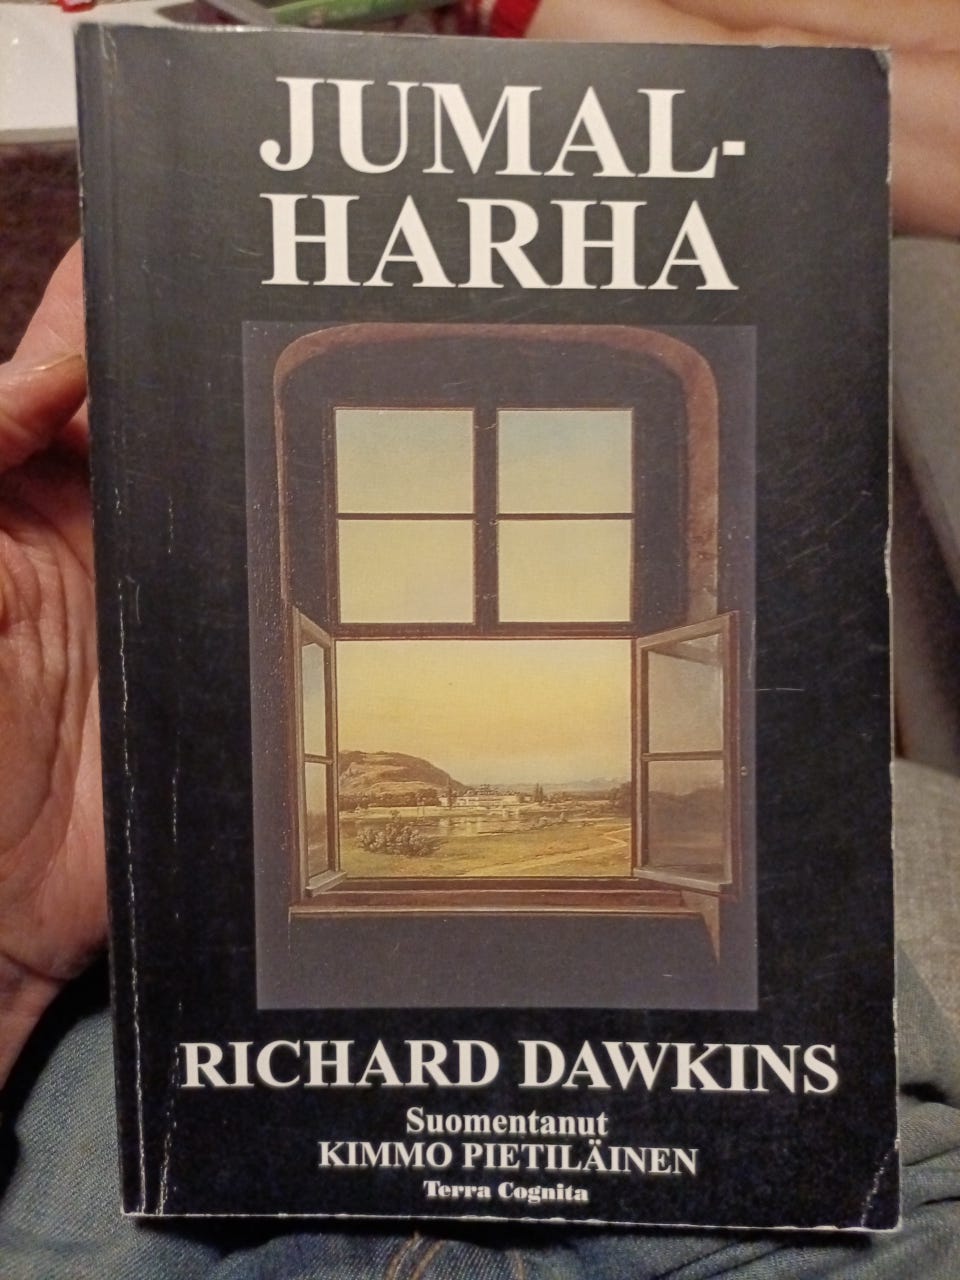 JUMAL-
HARHA
RICHARD DAWKINS
Suomentanut
KIMMO PIETILÄINEN
Terra Cognita